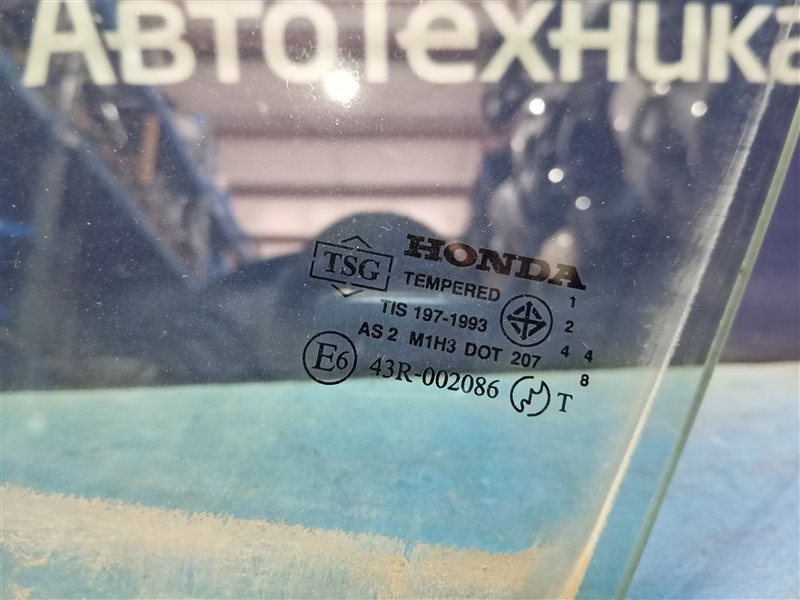 АвтоТехника
HONDA
TSG
TEMPERED 1
TIS 197-1993 2
AS 2 M1H3 DOT 207 4 4
E6 43R-002086 T 8